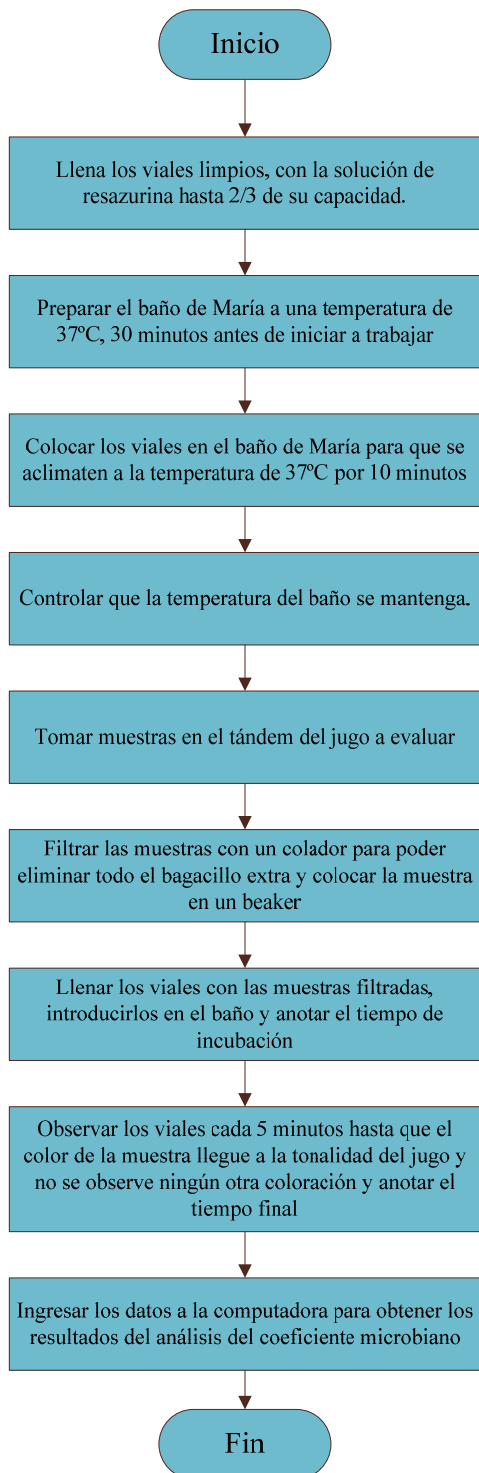 Inicio
Llena los viales limpios, con la solución de
resazurina hasta 2/3 de su capacidad.
Preparar el baño de María a una temperatura de
37ºC, 30 minutos antes de iniciar a trabajar
Colocar los viales en el baño de María para que se
aclimaten a la temperatura de 37ºC por 10 minutos
Controlar que la temperatura del baño se mantenga.
Tomar muestras en el tándem del jugo a evaluar
Filtrar las muestras con un colador para poder
eliminar todo el bagacillo extra y colocar la muestra
en un beaker
Llenar los viales con las muestras filtradas,
introducirlos en el baño y anotar el tiempo de
incubación
Observar los viales cada 5 minutos hasta que el
color de la muestra llegue a la tonalidad del jugo y
no se observe ningún otra coloración y anotar el
tiempo final
Ingresar los datos a la computadora para obtener los
resultados del análisis del coeficiente microbiano
Fin